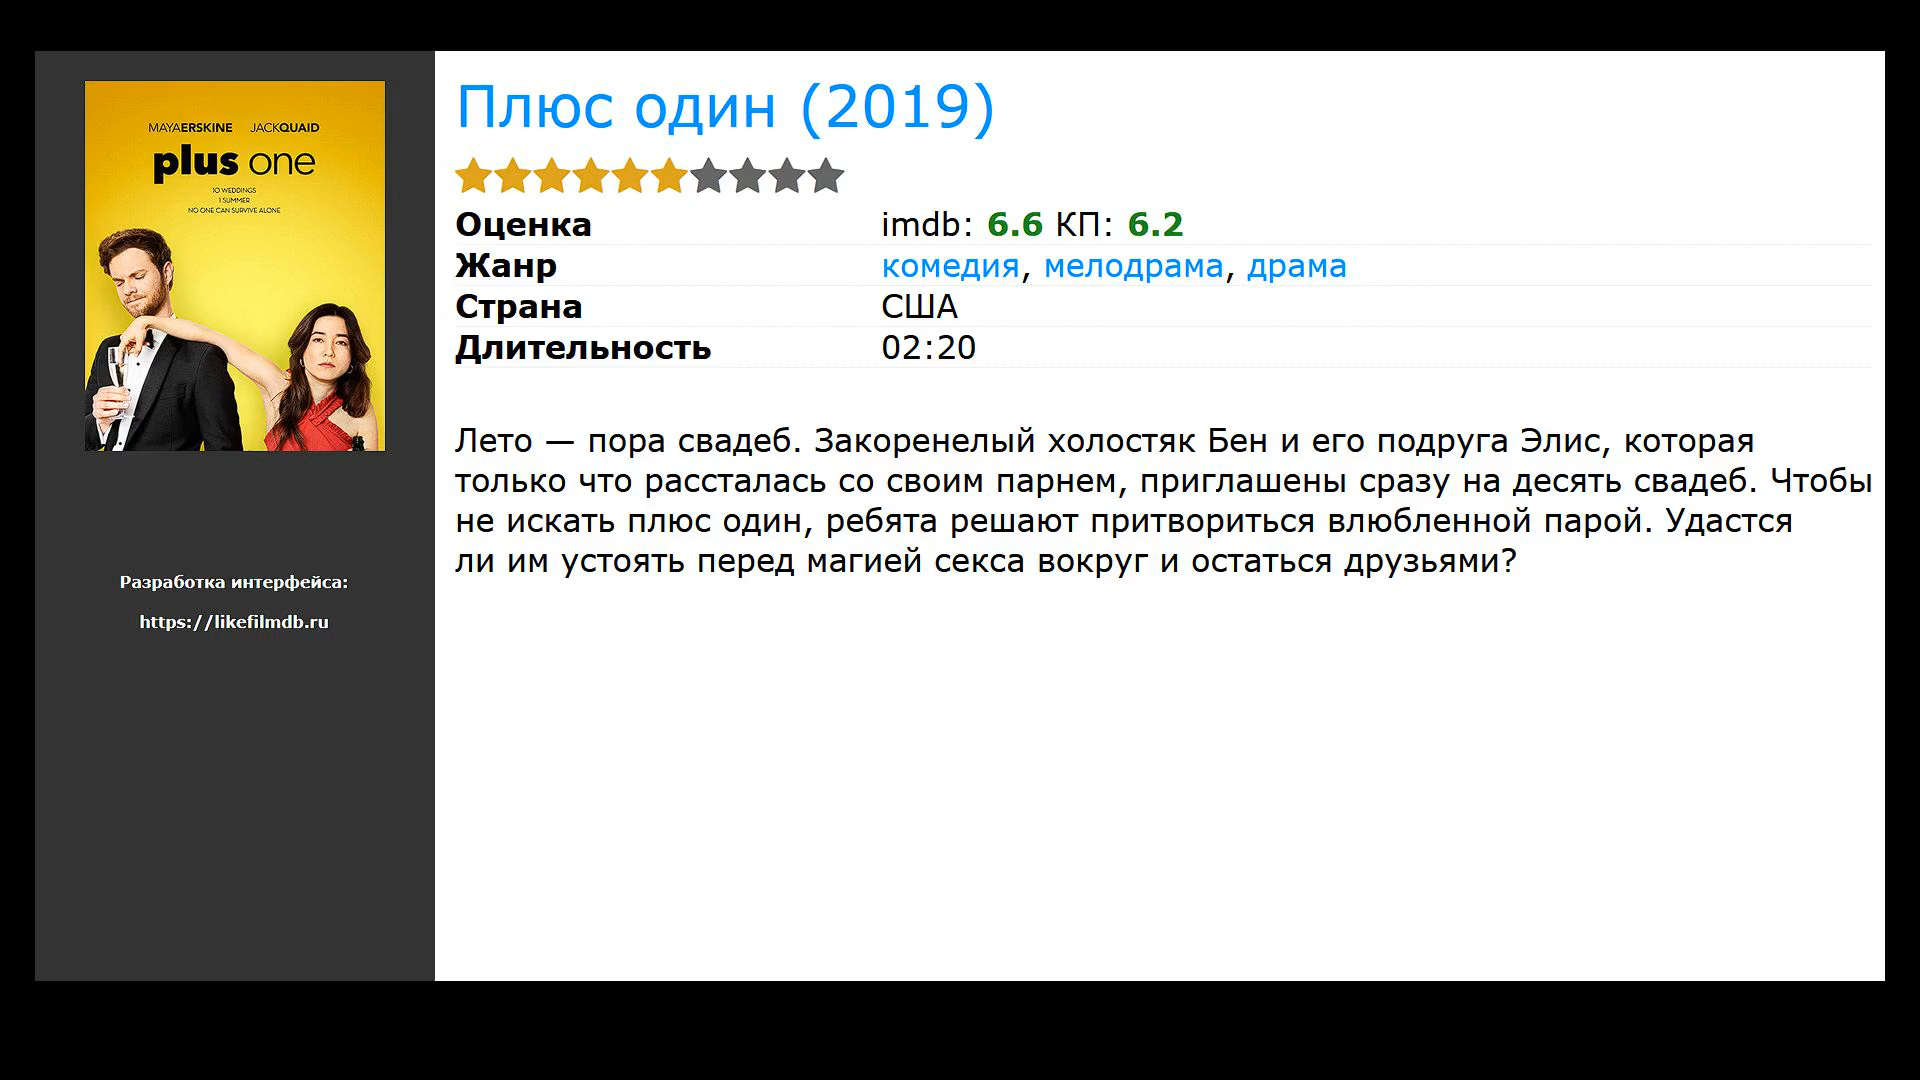 MAYAERSKINE JACKQUAID
plus one
10 WEDDINGS
1 SUMMER
NO ONE CAN SURVIVE ALONE
Разработка интерфейса:
https://likefilmdb.ru
Плюс один (2019)
Оценка imdb: 6.6 КП: 6.2
Жанр комедия, мелодрама, драма
Страна США
Длительность 02:20
Лето — пора свадеб. Закоренелый холостяк Бен и его подруга Элис, которая
только что рассталась со своим парнем, приглашены сразу на десять свадеб. Чтобы
не искать плюс один, ребята решают притвориться влюбленной парой. Удастся
ли им устоять перед магией секса вокруг и остаться друзьями?